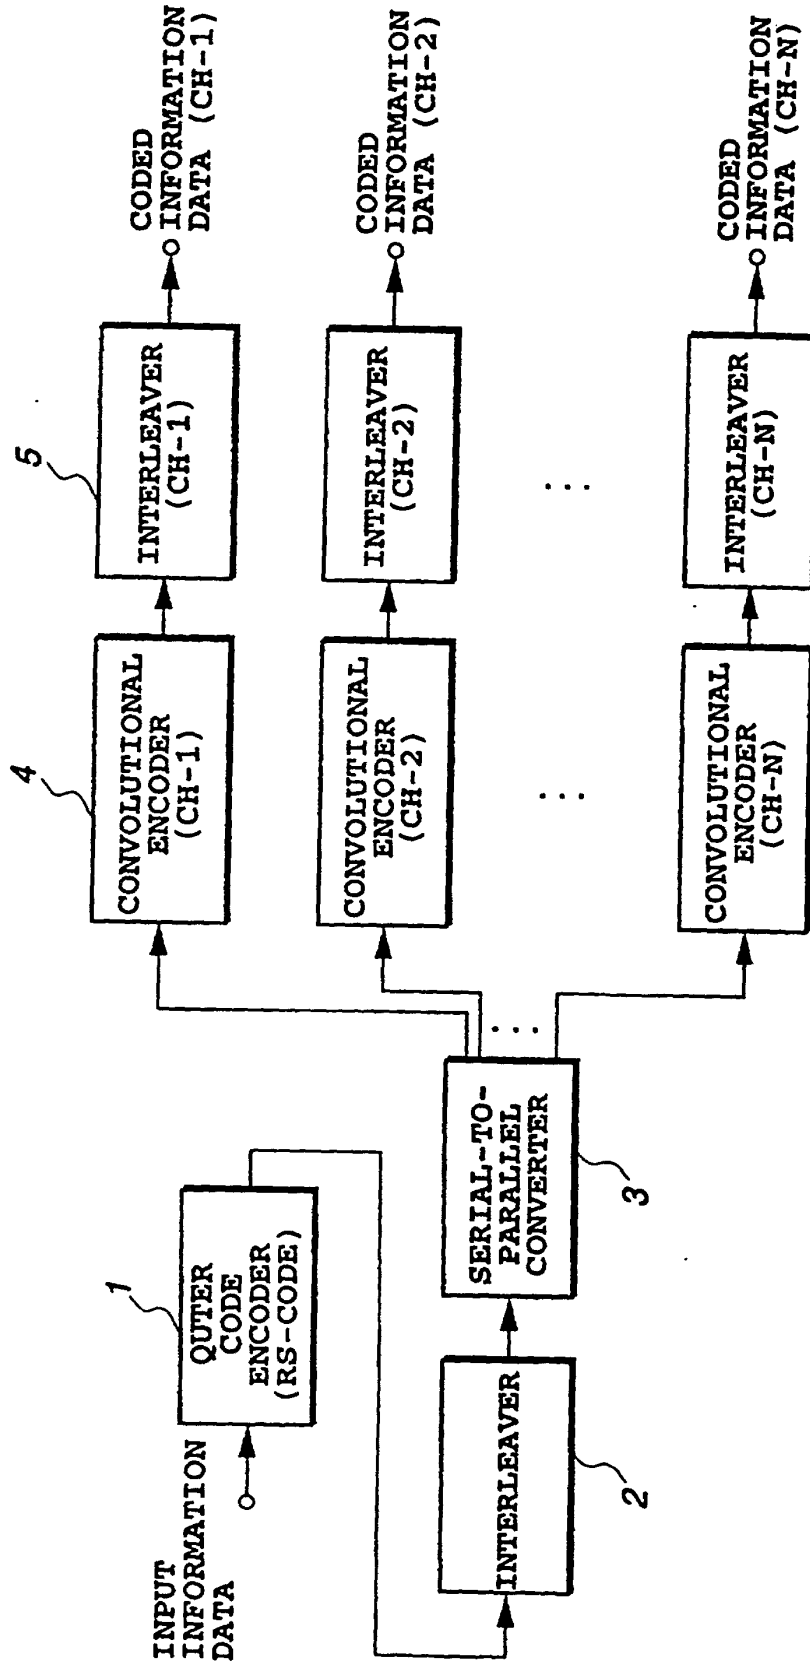 INPUT
INFORMATION
DATA
1
QUTER
CODE
ENCODER
(RS-CODE)
INTERLEAVER
2
SERIAL-TO-
PARALLEL
CONVERTER
3
...
4
CONVOLUTIONAL
ENCODER
(CH-1)
5
INTERLEAVER
(CH-1)
CODED
INFORMATION
DATA (CH-1)
CONVOLUTIONAL
ENCODER
(CH-2)
INTERLEAVER
(CH-2)
CODED
INFORMATION
DATA (CH-2)
...
...
CONVOLUTIONAL
ENCODER
(CH-N)
INTERLEAVER
(CH-N)
CODED
INFORMATION
DATA (CH-N)